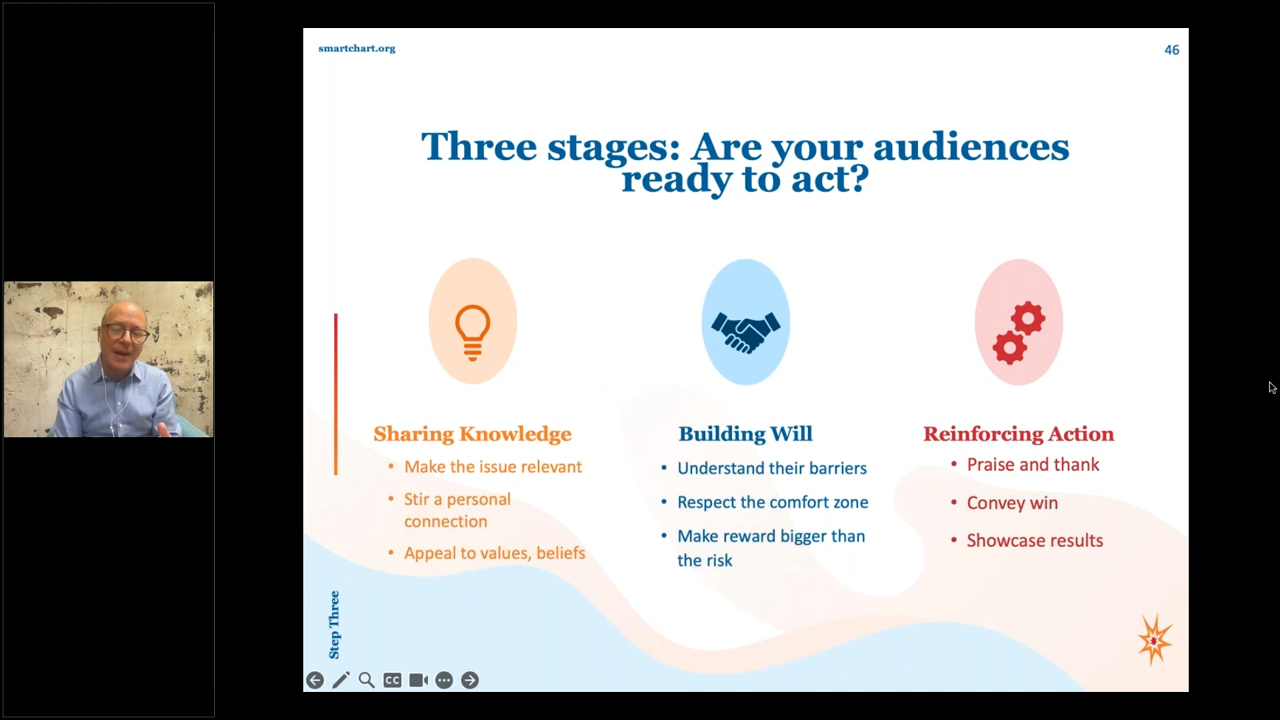 smartchart.org
46
Three stages: Are your audiences
ready to act?
Sharing Knowledge
• Make the issue relevant
• Stir a personal
connection
• Appeal to values, beliefs
Building Will
• Understand their barriers
• Respect the comfort zone
• Make reward bigger than
the risk
Reinforcing Action
• Praise and thank
• Convey win
• Showcase results
Step Three
CC